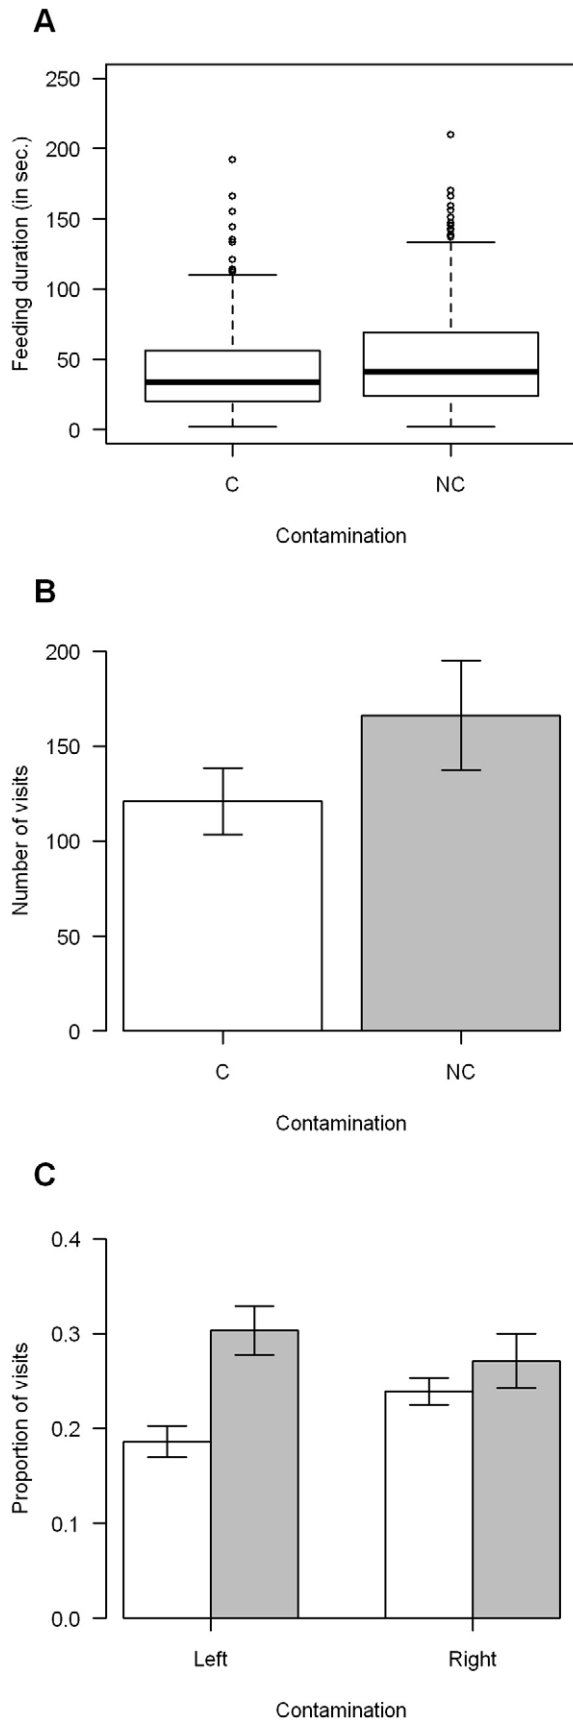 A
250
200
150
100
50
0
Feeding duration (in sec.)
C NC
Contamination
B
200
150
100
50
0
Number of visits
C NC
Contamination
C
0.4
0.3
0.2
0.1
0.0
Proportion of visits
Left Right
Contamination